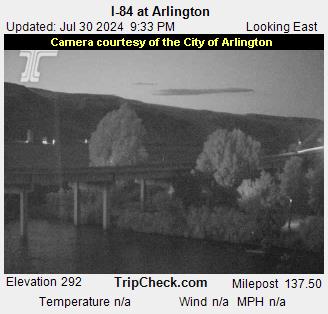 I-84 at Arlington
Updated: Jul 30 2024 9:33 PM Looking East
Camera courtesy of the City of Arlington
Elevation 292 TripCheck.com Milepost 137.50
Temperature n/a Wind n/a MPH n/a